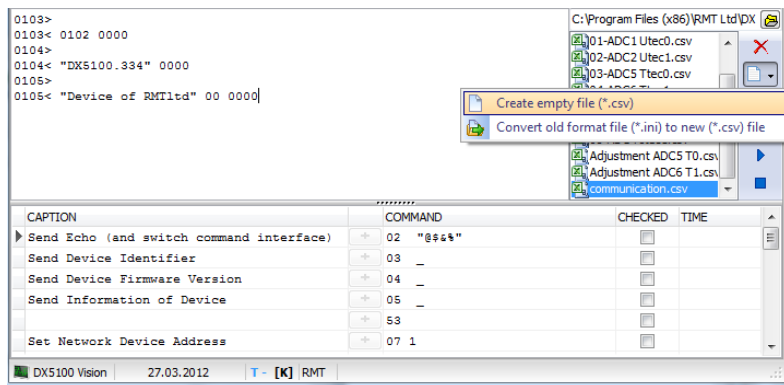 0103>
0103< 0102 0000
0104>
0104< "DX5100.334" 0000
0105>
0105< "Device of RMTltd" 00 0000
C:\Program Files (x86)\RMT Ltd\DX
01-ADC1 Utec0.csv
02-ADC2 Utec1.csv
03-ADC5 Ttec0.csv
Create empty file (*.csv)
Convert old format file (*.ini) to new (*.csv) file
Adjustment ADC5 T0.csv
Adjustment ADC6 T1.csv
communication.csv
CAPTION COMMAND CHECKED TIME
Send Echo (and switch command interface) + 02 "@$&%"
Send Device Identifier + 03 _
Send Device Firmware Version + 04 _
Send Information of Device + 05 _
+ 53
Set Network Device Address + 07 1
DX5100 Vision 27.03.2012 T - [K] RMT